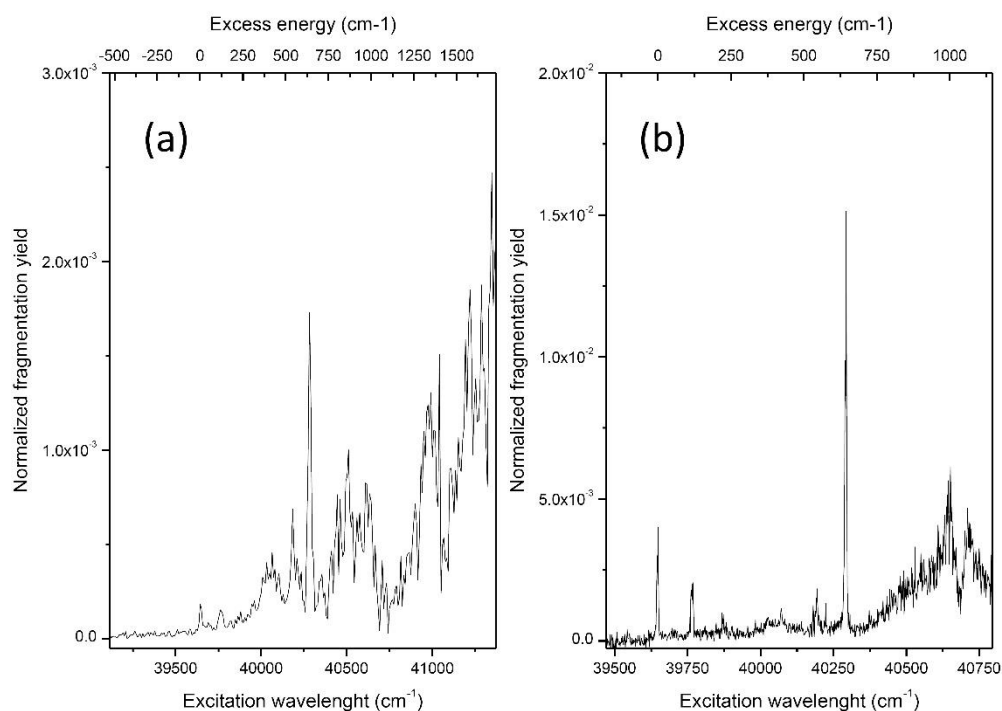 Excess energy (cm-1)
-500 -250 0 250 500 750 1000 1250 1500
3.0x10⁻³
2.0x10⁻³
1.0x10⁻³
0.0
(a)
Normalized fragmentation yield
39500 40000 40500 41000
Excitation wavelenght (cm⁻¹)
Excess energy (cm-1)
0 250 500 750 1000
2.0x10⁻²
1.5x10⁻²
1.0x10⁻²
5.0x10⁻³
0.0
(b)
Normalized fragmentation yield
39500 39750 40000 40250 40500 40750
Excitation wavelenght (cm⁻¹)